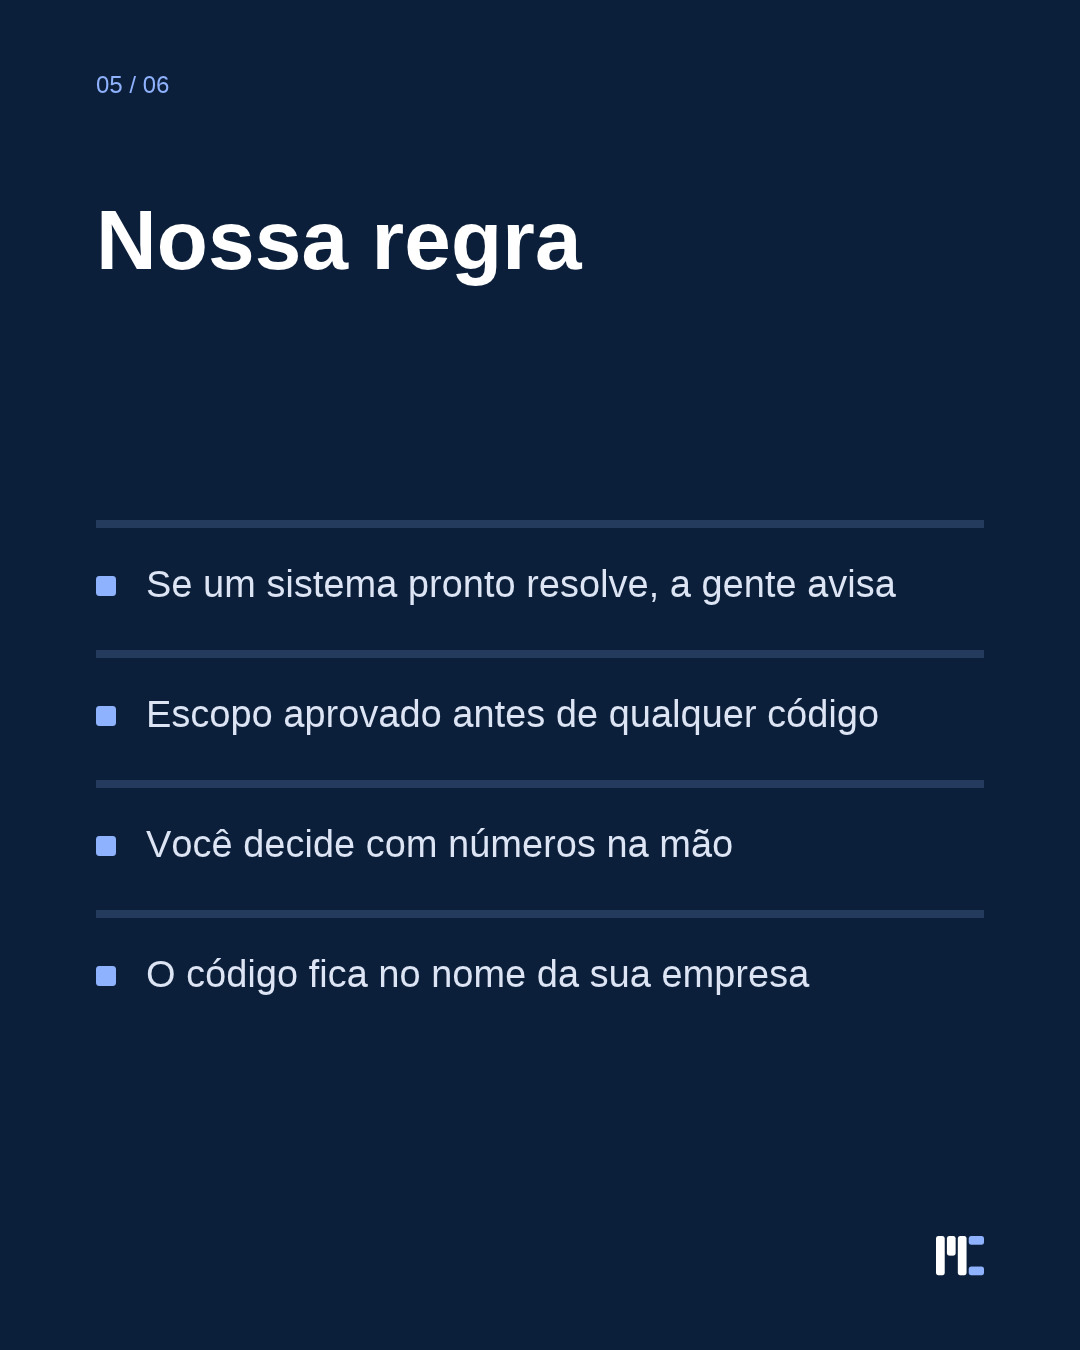 05 / 06
Nossa regra
Se um sistema pronto resolve, a gente avisa
Escopo aprovado antes de qualquer código
Você decide com números na mão
O código fica no nome da sua empresa
MC